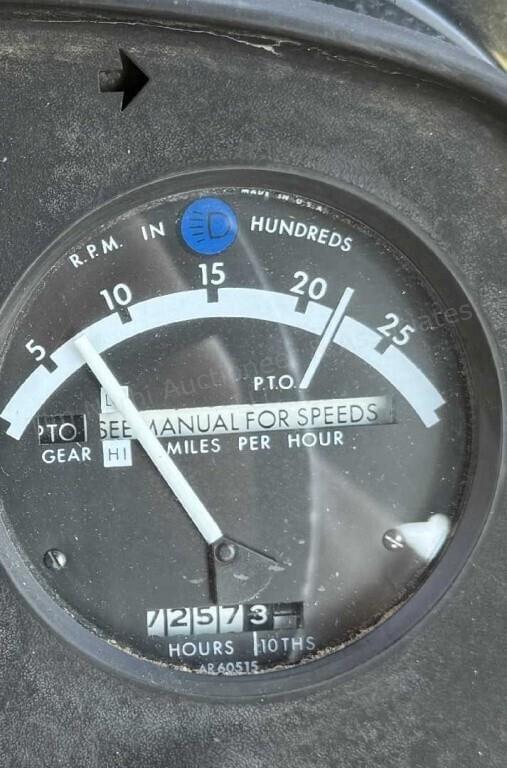 MADE IN U.S.A.
R.P.M. IN HUNDREDS
5 10 15 20 25
P.T.O.
PTO SEE MANUAL FOR SPEEDS
GEAR HI MILES PER HOUR
72573
HOURS 10THS
AR60515